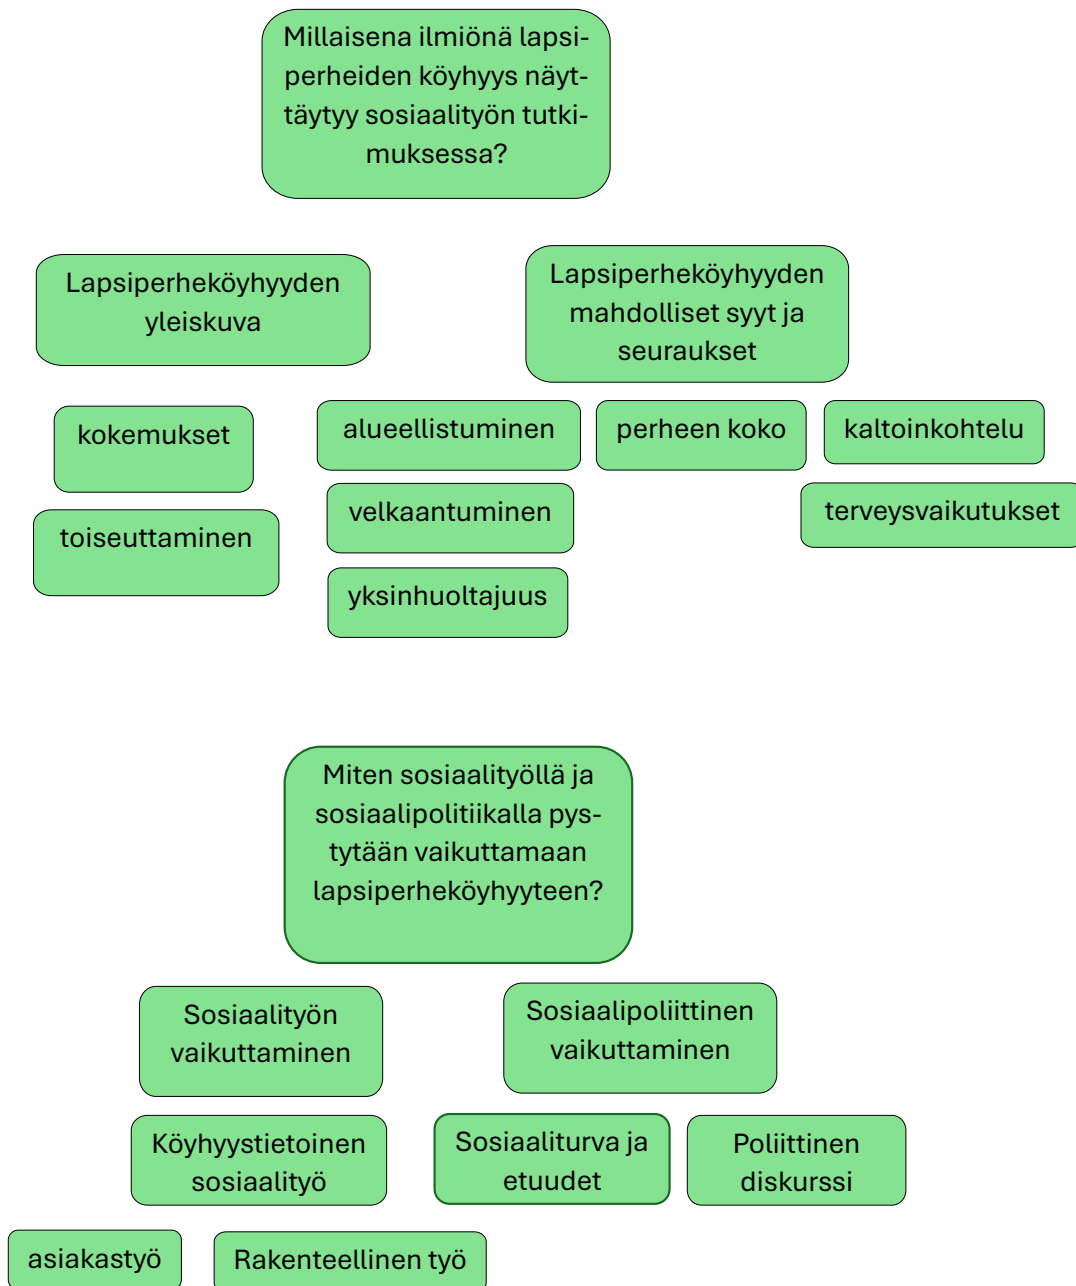 Millaisena ilmiönä lapsi-
perheiden köyhyys näyt-
täytyy sosiaalityön tutki-
muksessa?
Lapsiperheköyhyyden
yleiskuva
Lapsiperheköyhyyden
mahdolliset syyt ja
seuraukset
kokemukset
toiseuttaminen
alueellistuminen
velkaantuminen
yksinhuoltajuus
perheen koko
kaltoinkohtelu
terveysvaikutukset
Miten sosiaalityöllä ja
sosiaalipolitiikalla pys-
tytään vaikuttamaan
lapsiperheköyhyyteen?
Sosiaalityön
vaikuttaminen
Sosiaalipoliittinen
vaikuttaminen
Köyhyystietoinen
sosiaalityö
Sosiaaliturva ja
etuudet
Poliittinen
diskurssi
asiakastyö
Rakenteellinen työ